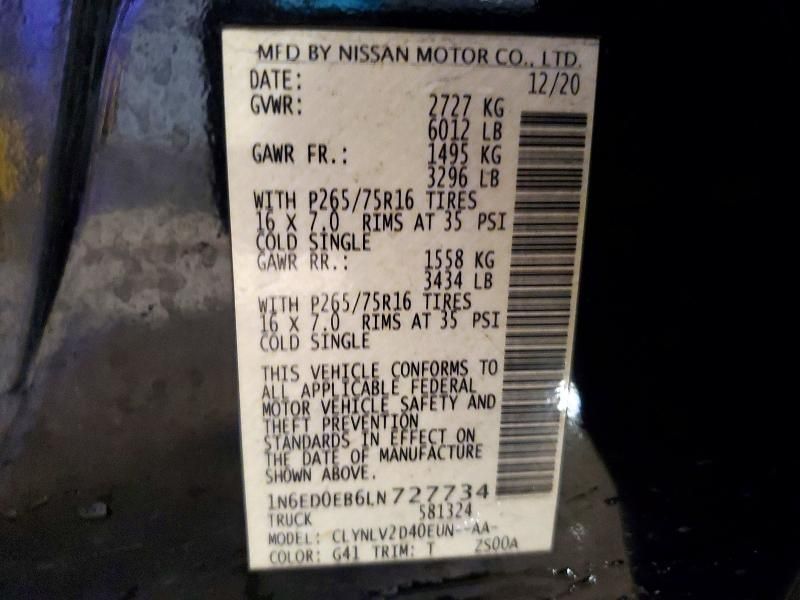 MFD BY NISSAN MOTOR CO., LTD.
DATE: 12/20
GVWR: 2727 KG
6012 LB
GAWR FR.: 1495 KG
3296 LB
WITH P265/75R16 TIRES
16 X 7.0 RIMS AT 35 PSI
COLD SINGLE
GAWR RR.: 1558 KG
3434 LB
WITH P265/75R16 TIRES
16 X 7.0 RIMS AT 35 PSI
COLD SINGLE
THIS VEHICLE CONFORMS TO
ALL APPLICABLE FEDERAL
MOTOR VEHICLE SAFETY AND
THEFT PREVENTION
STANDARDS IN EFFECT ON
THE DATE OF MANUFACTURE
SHOWN ABOVE.
1N6ED0EB6LN727734
TRUCK 581324
MODEL: CLYNLV2D40EUN--AA-
COLOR: G41 TRIM: T ZS00A